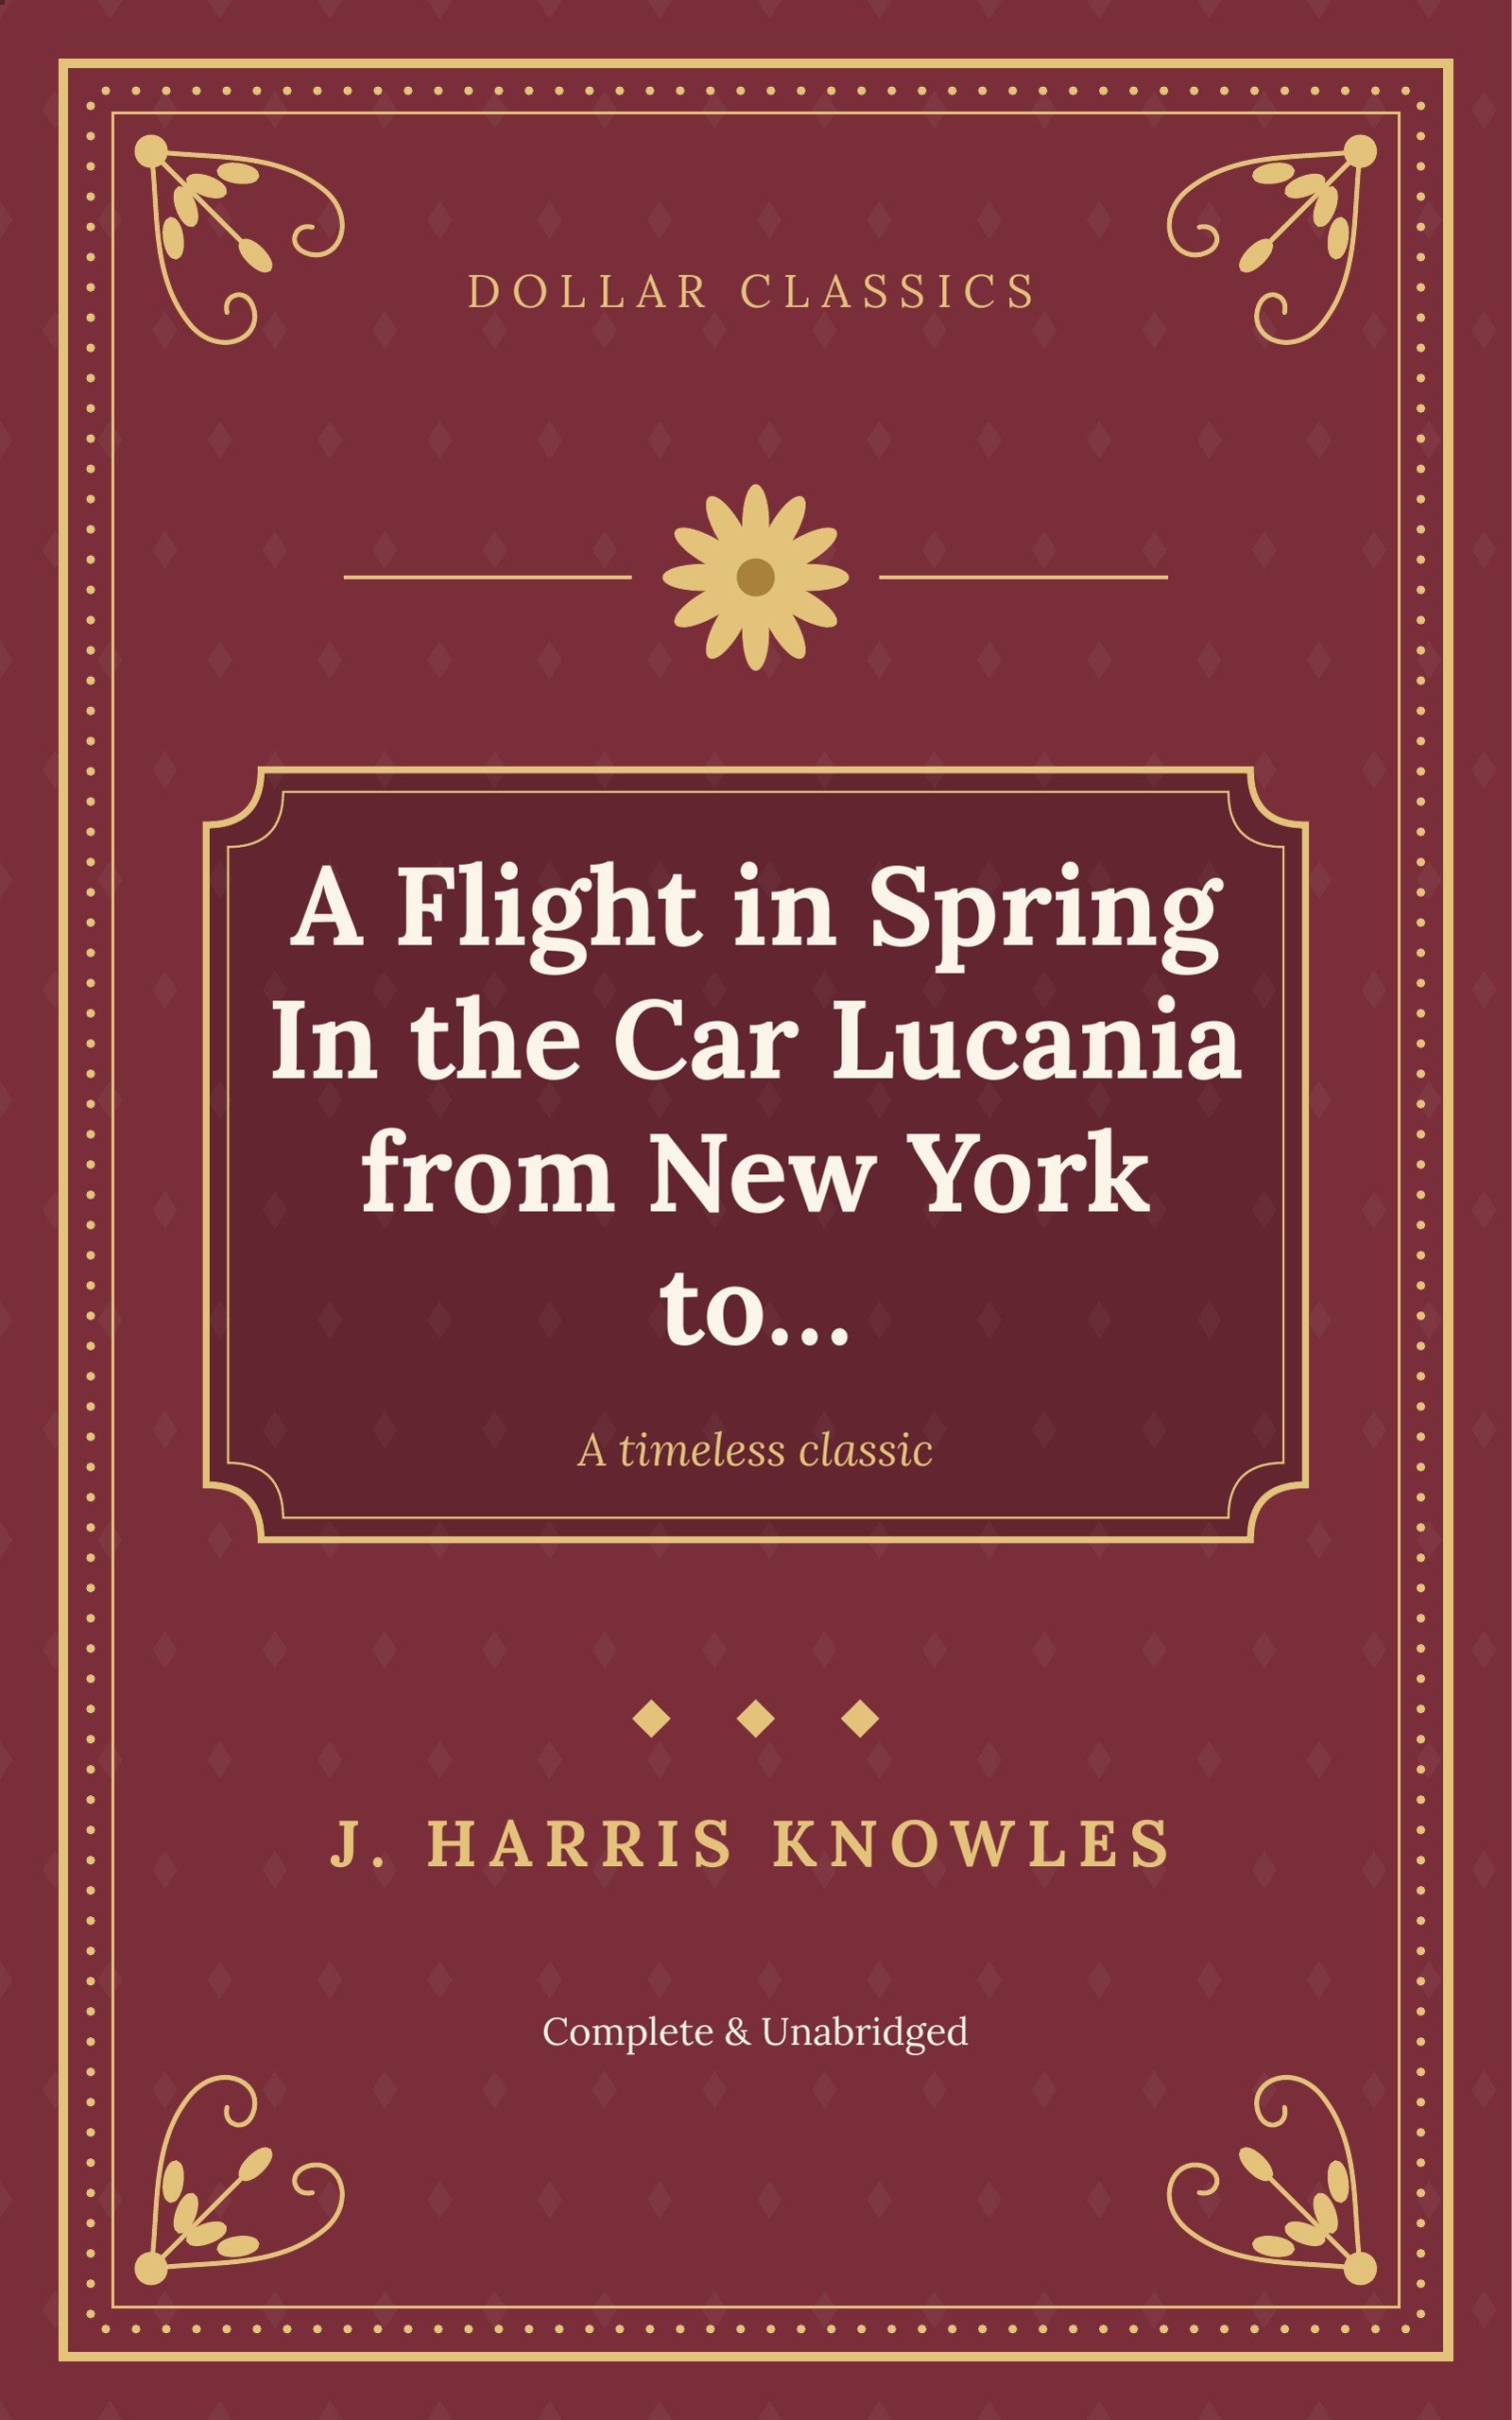 DOLLAR CLASSICS
A Flight in Spring
In the Car Lucania
from New York
to...
A timeless classic
J. HARRIS KNOWLES
Complete & Unabridged